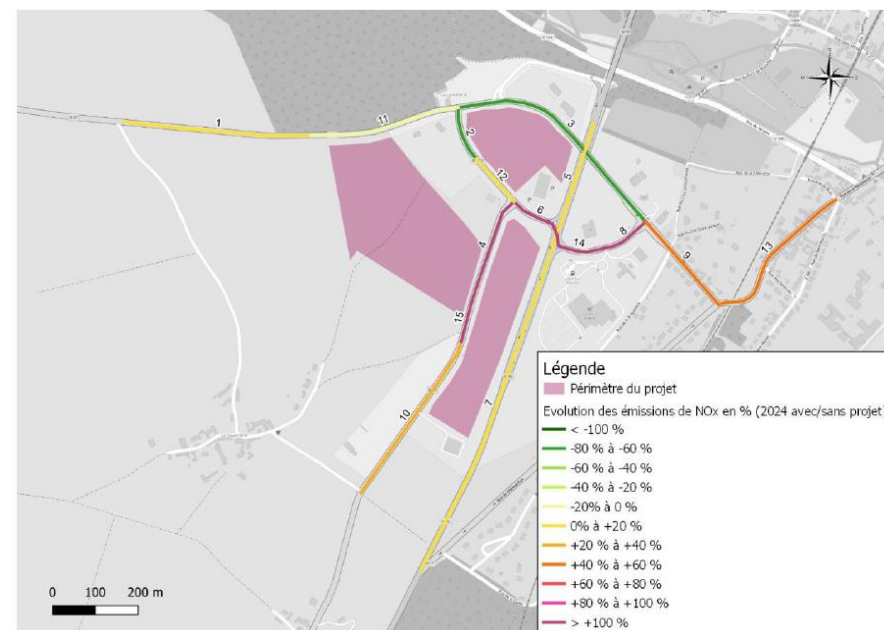 1
11
2
3
12
5
6
4
14
8
9
13
15
10
7
Légende
Périmètre du projet
Evolution des émissions de NOx en % (2024 avec/sans projet)
< -100 %
-80 % à -60 %
-60 % à -40 %
-40 % à -20 %
-20% à 0 %
0% à +20 %
+20 % à +40 %
+40 % à +60 %
+60 % à +80 %
+80 % à +100 %
> +100 %
0 100 200 m